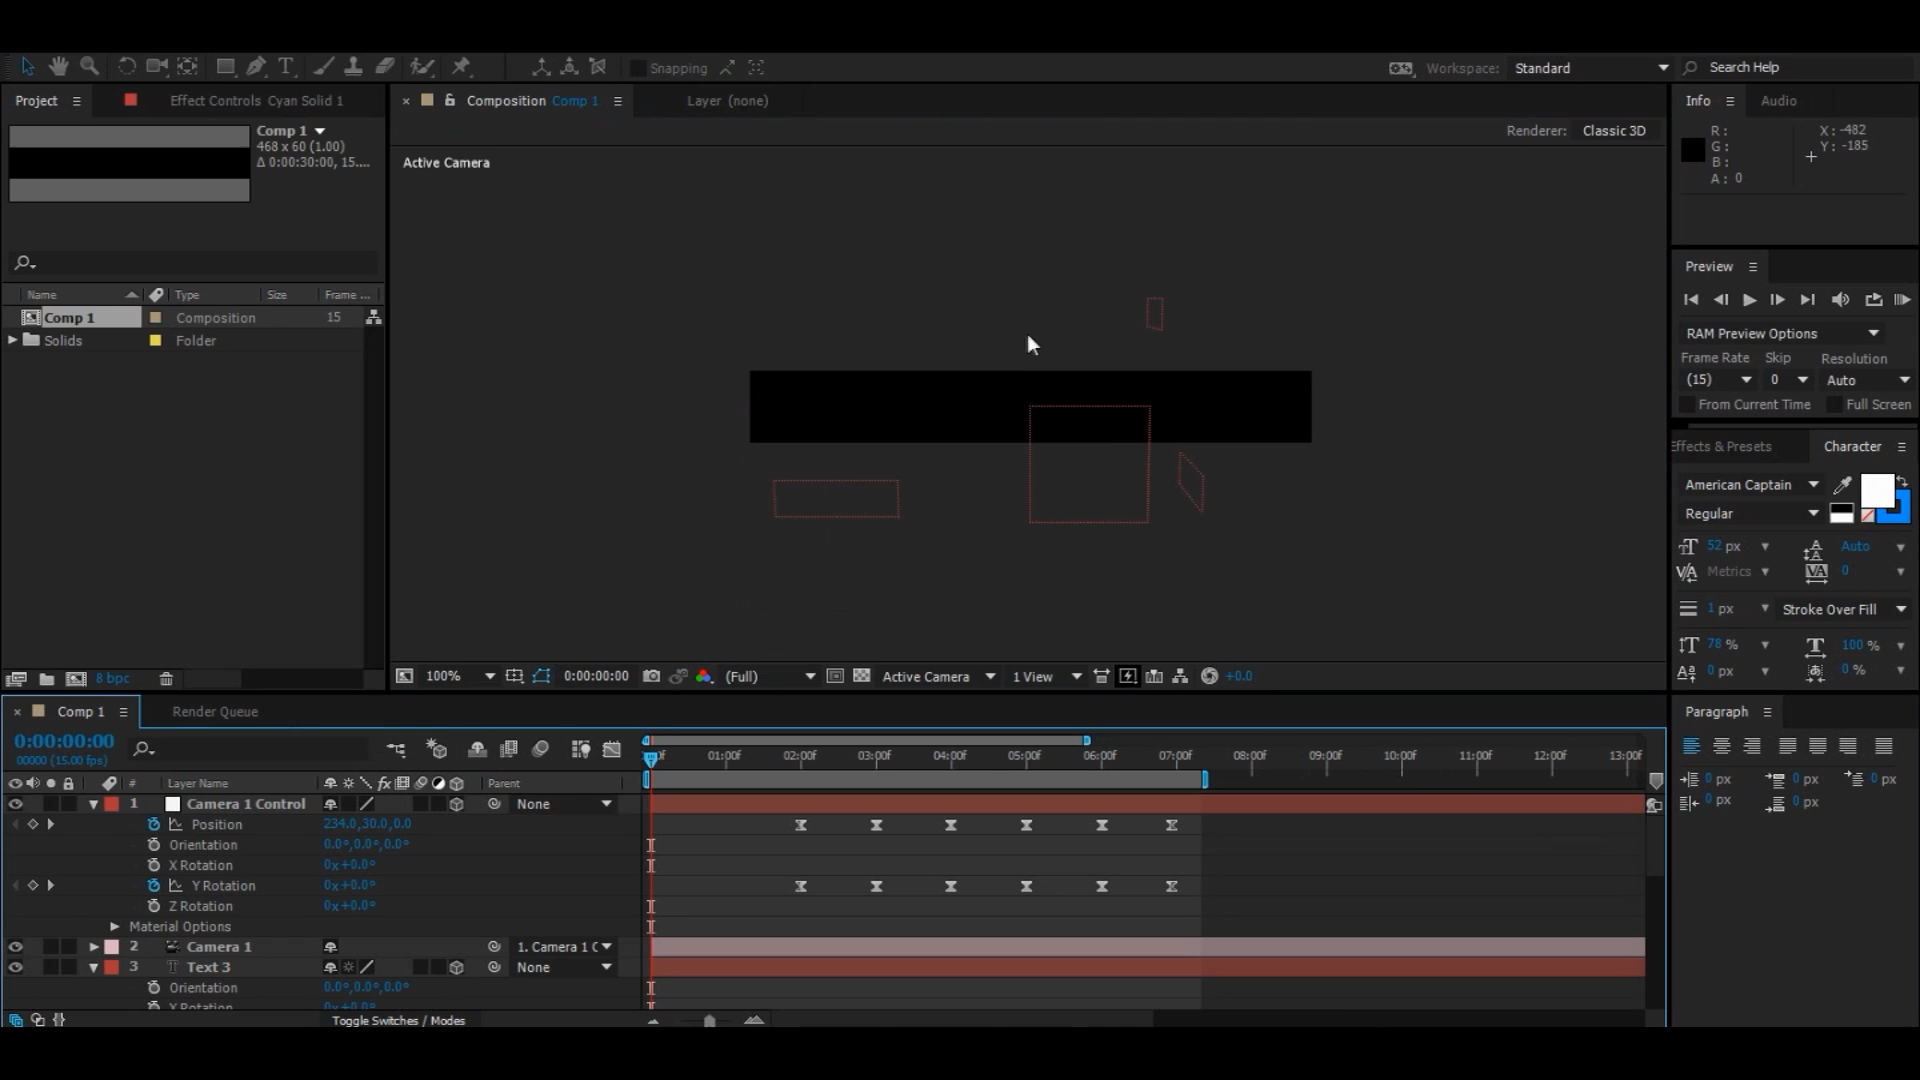 Snapping
Workspace: Standard
Search Help
Project
Effect Controls Cyan Solid 1
Composition Comp 1
Layer (none)
Info
Audio
Comp 1
468 x 60 (1.00)
Δ 0:00:30:00, 15....
Renderer: Classic 3D
Active Camera
R:
G:
B:
A: 0
X: -482
Y: -185
Preview
RAM Preview Options
Frame Rate Skip Resolution
(15) 0 Auto
From Current Time Full Screen
Name Type Size Frame ...
Comp 1 Composition 15
Solids Folder
Effects & Presets Character
American Captain
Regular
52 px Auto
Metrics 0
1 px Stroke Over Fill
78 % 100 %
0 px 0 %
8 bpc
100% 0:00:00:00 (Full) Active Camera 1 View +0.0
Comp 1
Render Queue
Paragraph
0:00:00:00
00000 (15.00 fps)
01:00f 02:00f 03:00f 04:00f 05:00f 06:00f 07:00f 08:00f 09:00f 10:00f 11:00f 12:00f 13:00f
# Layer Name Parent
0 px 0 px 0 px
0 px 0 px
1 Camera 1 Control None
Position 234.0,30.0,0.0
Orientation 0.0°,0.0°,0.0°
X Rotation 0x+0.0°
Y Rotation 0x+0.0°
Z Rotation 0x+0.0°
Material Options
2 Camera 1 1. Camera 1 C
3 Text 3 None
Orientation 0.0°,0.0°,0.0°
X Rotation 0x+0.0°
Toggle Switches / Modes